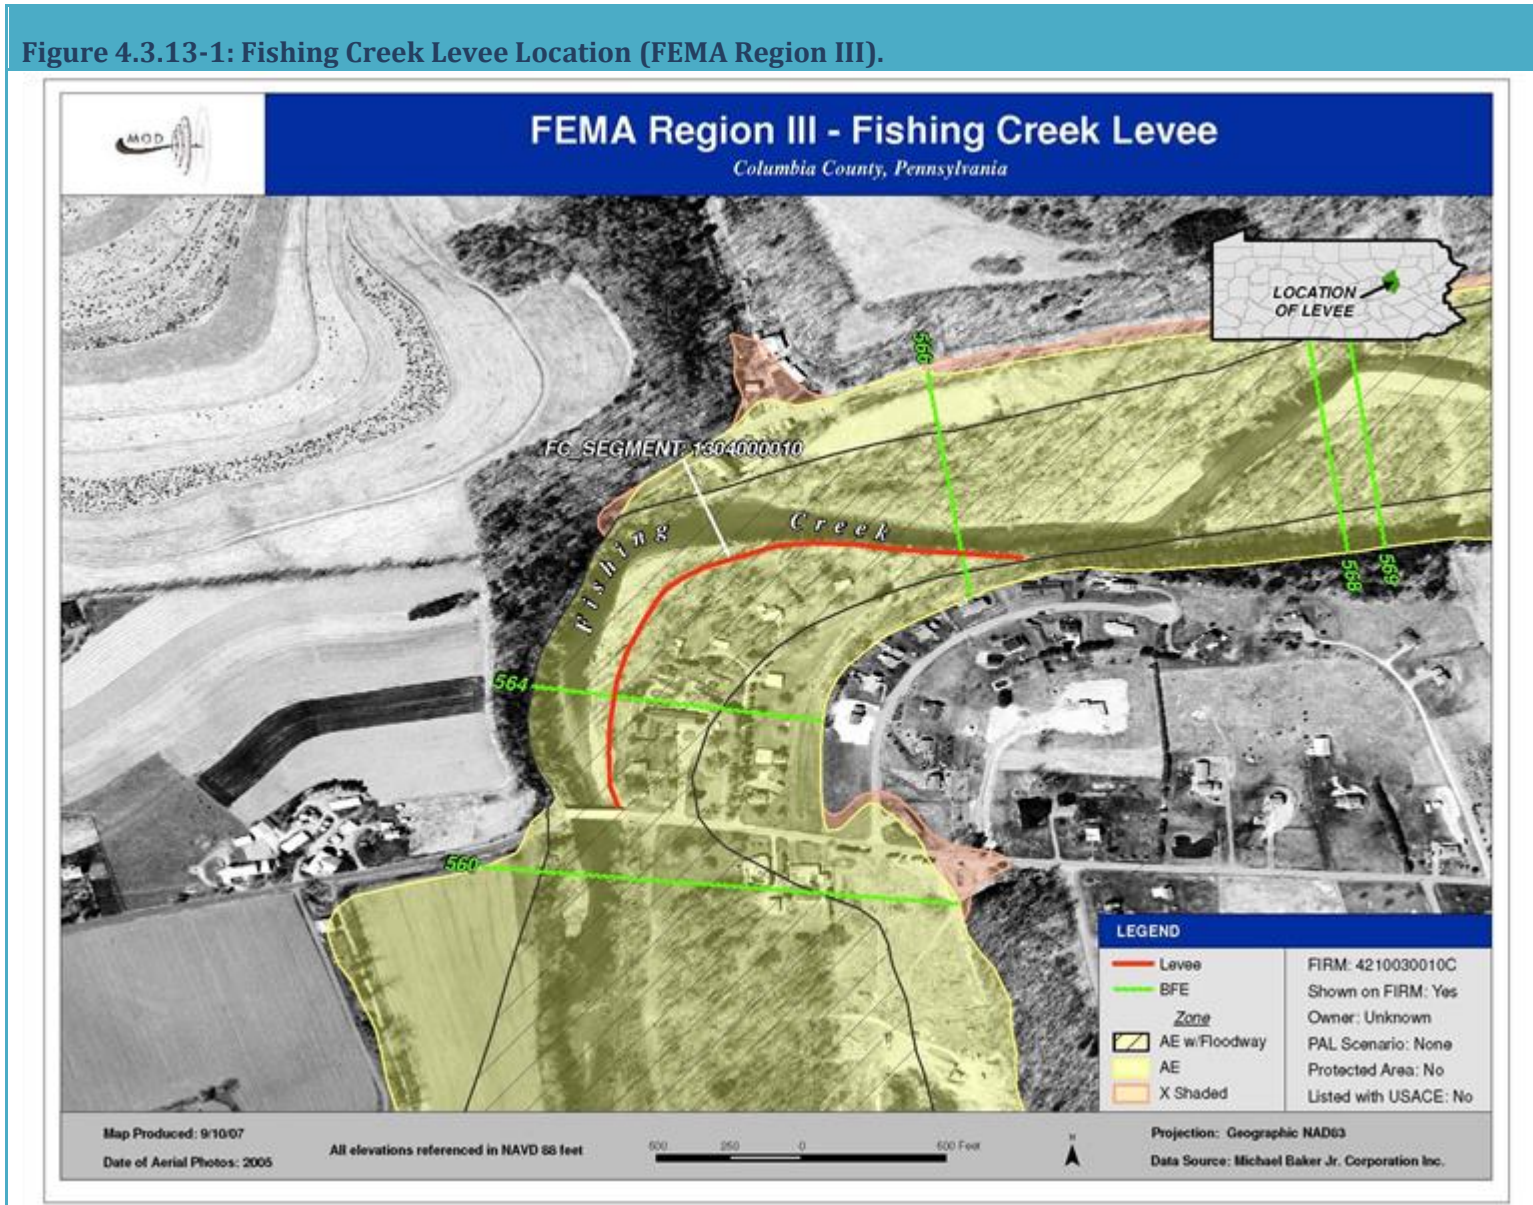 Figure 4.3.13-1: Fishing Creek Levee Location (FEMA Region III).
MOD
FEMA Region III - Fishing Creek Levee
Columbia County, Pennsylvania
LOCATION
OF LEVEE
566
FC_SEGMENT: 1304000010
Fishing Creek
568
569
564
560
LEGEND
Levee
BFE
Zone
AE w/Floodway
AE
X Shaded
FIRM: 4210030010C
Shown on FIRM: Yes
Owner: Unknown
PAL Scenario: None
Protected Area: No
Listed with USACE: No
Map Produced: 9/10/07
Date of Aerial Photos: 2005
All elevations referenced in NAVD 88 feet
500 250 0 500 Feet
N
Projection: Geographic NAD83
Data Source: Michael Baker Jr. Corporation Inc.